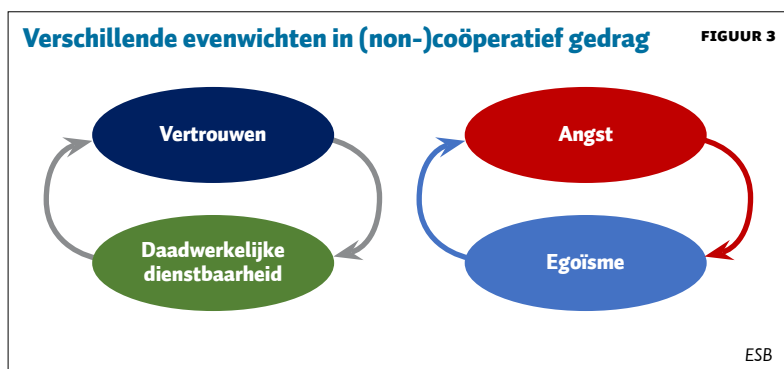 Verschillende evenwichten in (non-)coöperatief gedrag
FIGUUR 3
Vertrouwen
Angst
Daadwerkelijke
dienstbaarheid
Egoïsme
ESB